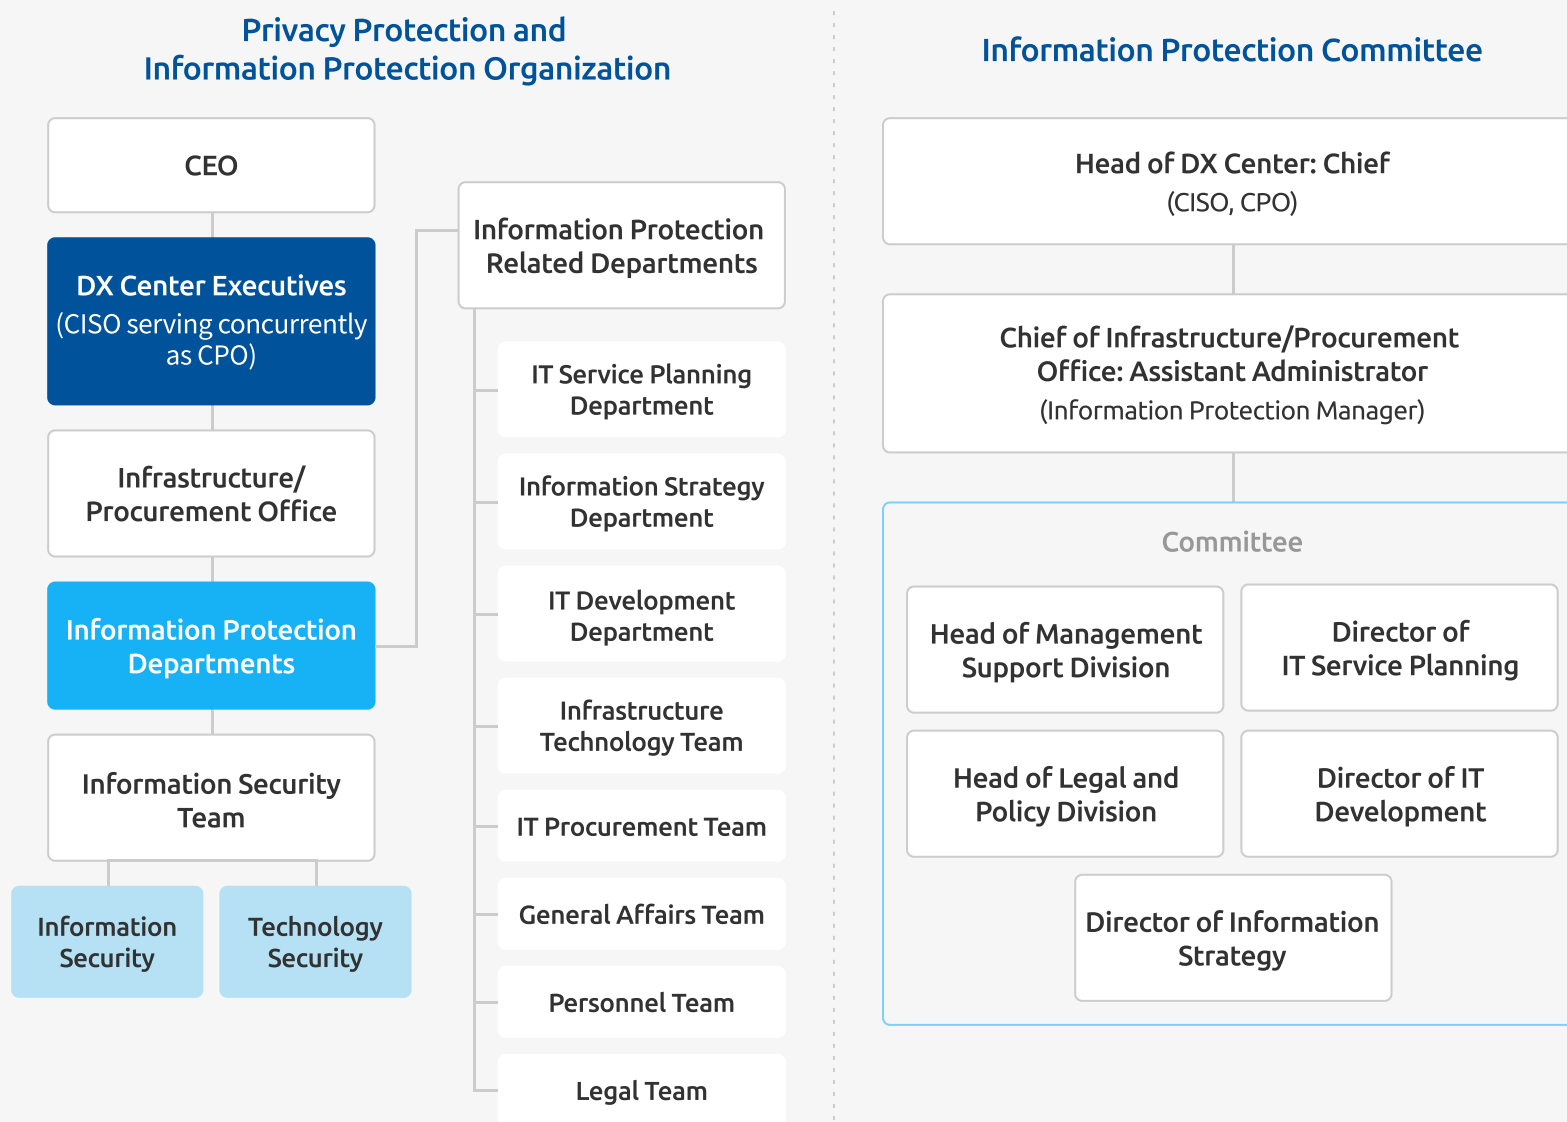 Privacy Protection and
Information Protection Organization
CEO
DX Center Executives
(CISO serving concurrently
as CPO)
Infrastructure/
Procurement Office
Information Protection
Departments
Information Security
Team
Information
Security
Technology
Security
Information Protection
Related Departments
IT Service Planning
Department
Information Strategy
Department
IT Development
Department
Infrastructure
Technology Team
IT Procurement Team
General Affairs Team
Personnel Team
Legal Team
Information Protection Committee
Head of DX Center: Chief
(CISO, CPO)
Chief of Infrastructure/Procurement
Office: Assistant Administrator
(Information Protection Manager)
Committee
Head of Management
Support Division
Director of
IT Service Planning
Head of Legal and
Policy Division
Director of IT
Development
Director of Information
Strategy